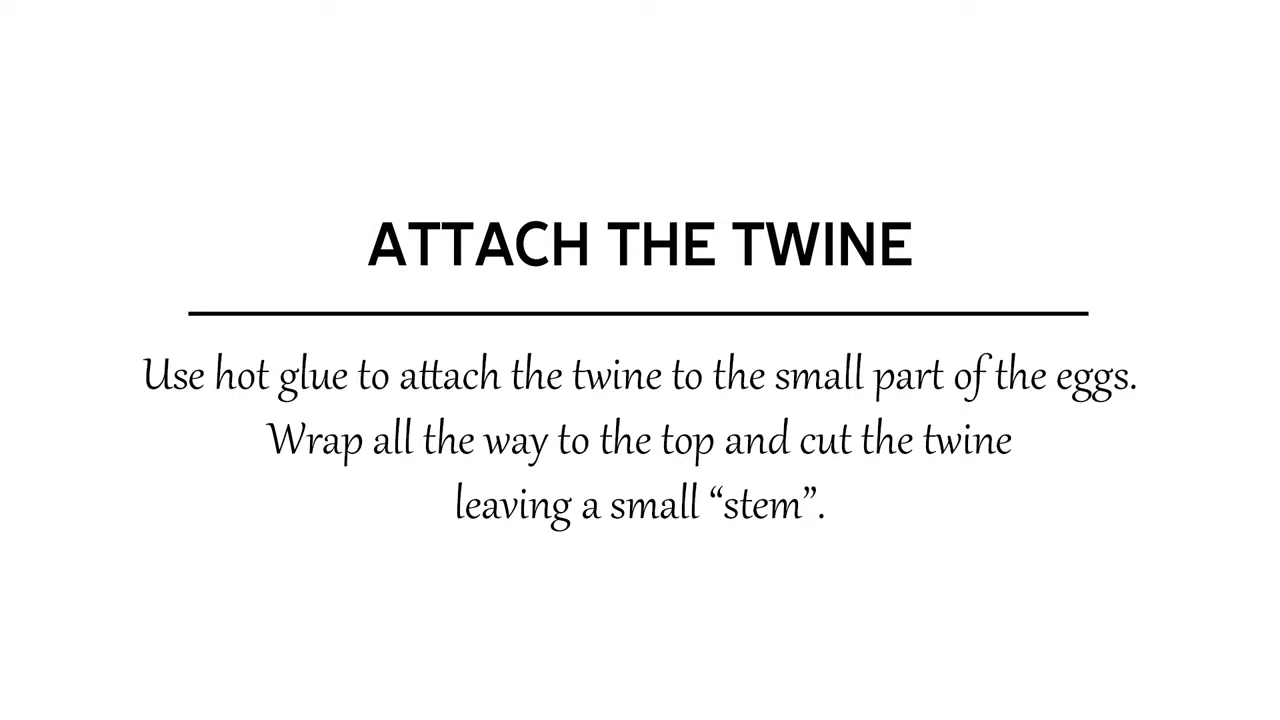 ATTACH THE TWINE
Use hot glue to attach the twine to the small part of the eggs.
Wrap all the way to the top and cut the twine
leaving a small “stem”.